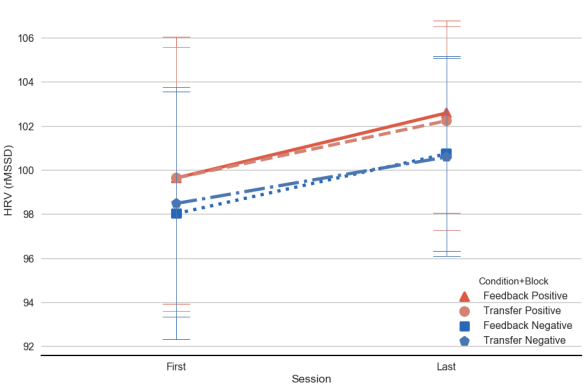 106
104
102
100
98
96
94
92
HRV (rMSSD)
First
Last
Session
Condition+Block
Feedback Positive
Transfer Positive
Feedback Negative
Transfer Negative